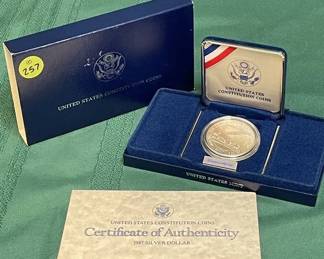 257
UNITED STATES CONSTITUTION COINS
UNITED STATES
CONSTITUTION COINS
UNITED STATES MINT
UNITED STATES CONSTITUTION COINS
Certificate of Authenticity
1987 SILVER DOLLAR